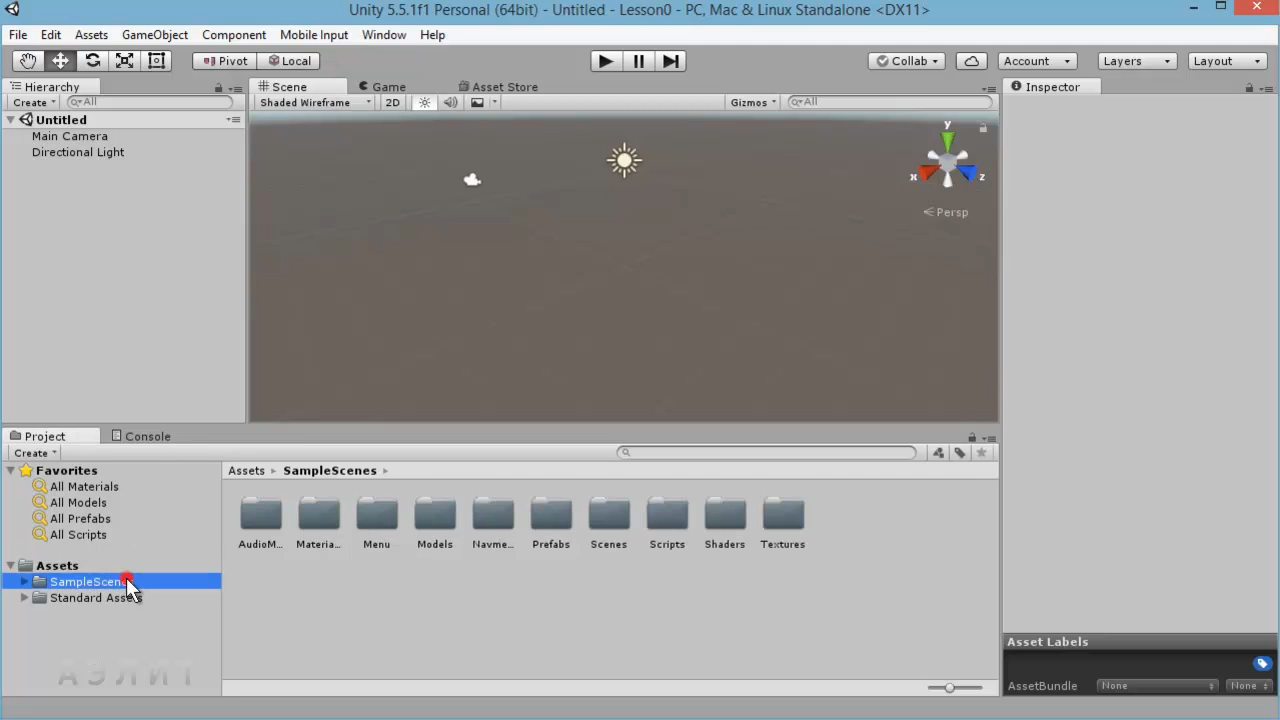 Unity 5.5.1f1 Personal (64bit) - Untitled - Lesson0 - PC, Mac & Linux Standalone <DX11>
File Edit Assets GameObject Component Mobile Input Window Help
Pivot Local Collab Account Layers Layout
Hierarchy Scene Game Asset Store Inspector
Create All Shaded Wireframe 2D Gizmos All
Untitled
Main Camera
Directional Light
y
x z
Persp
Project Console
Create
Favorites Assets SampleScenes
All Materials
All Models
All Prefabs
All Scripts
AudioM... Materia... Menu Models Navme... Prefabs Scenes Scripts Shaders Textures
Assets
SampleScene
Standard Assets
Asset Labels
АЭЛИТ
AssetBundle None None